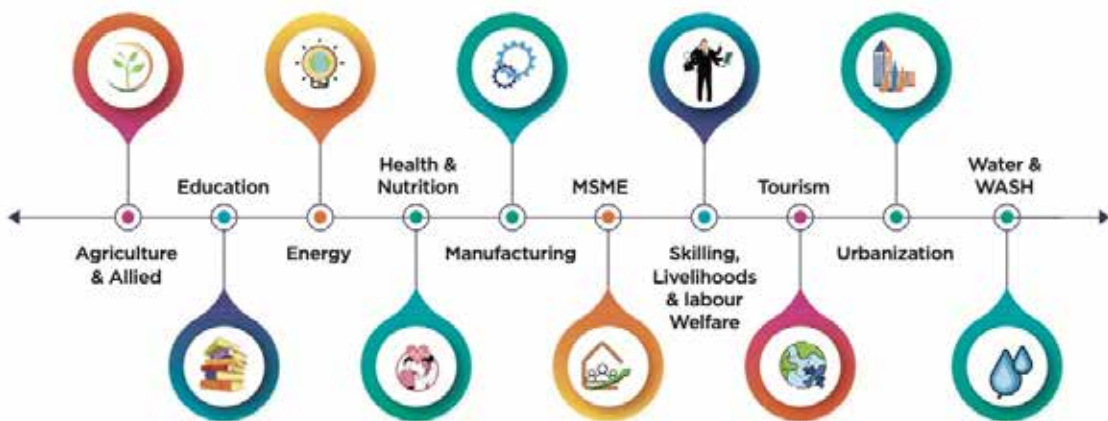 Agriculture
& Allied
Education
Energy
Health &
Nutrition
Manufacturing
MSME
Skilling,
Livelihoods
& labour
Welfare
Tourism
Urbanization
Water &
WASH